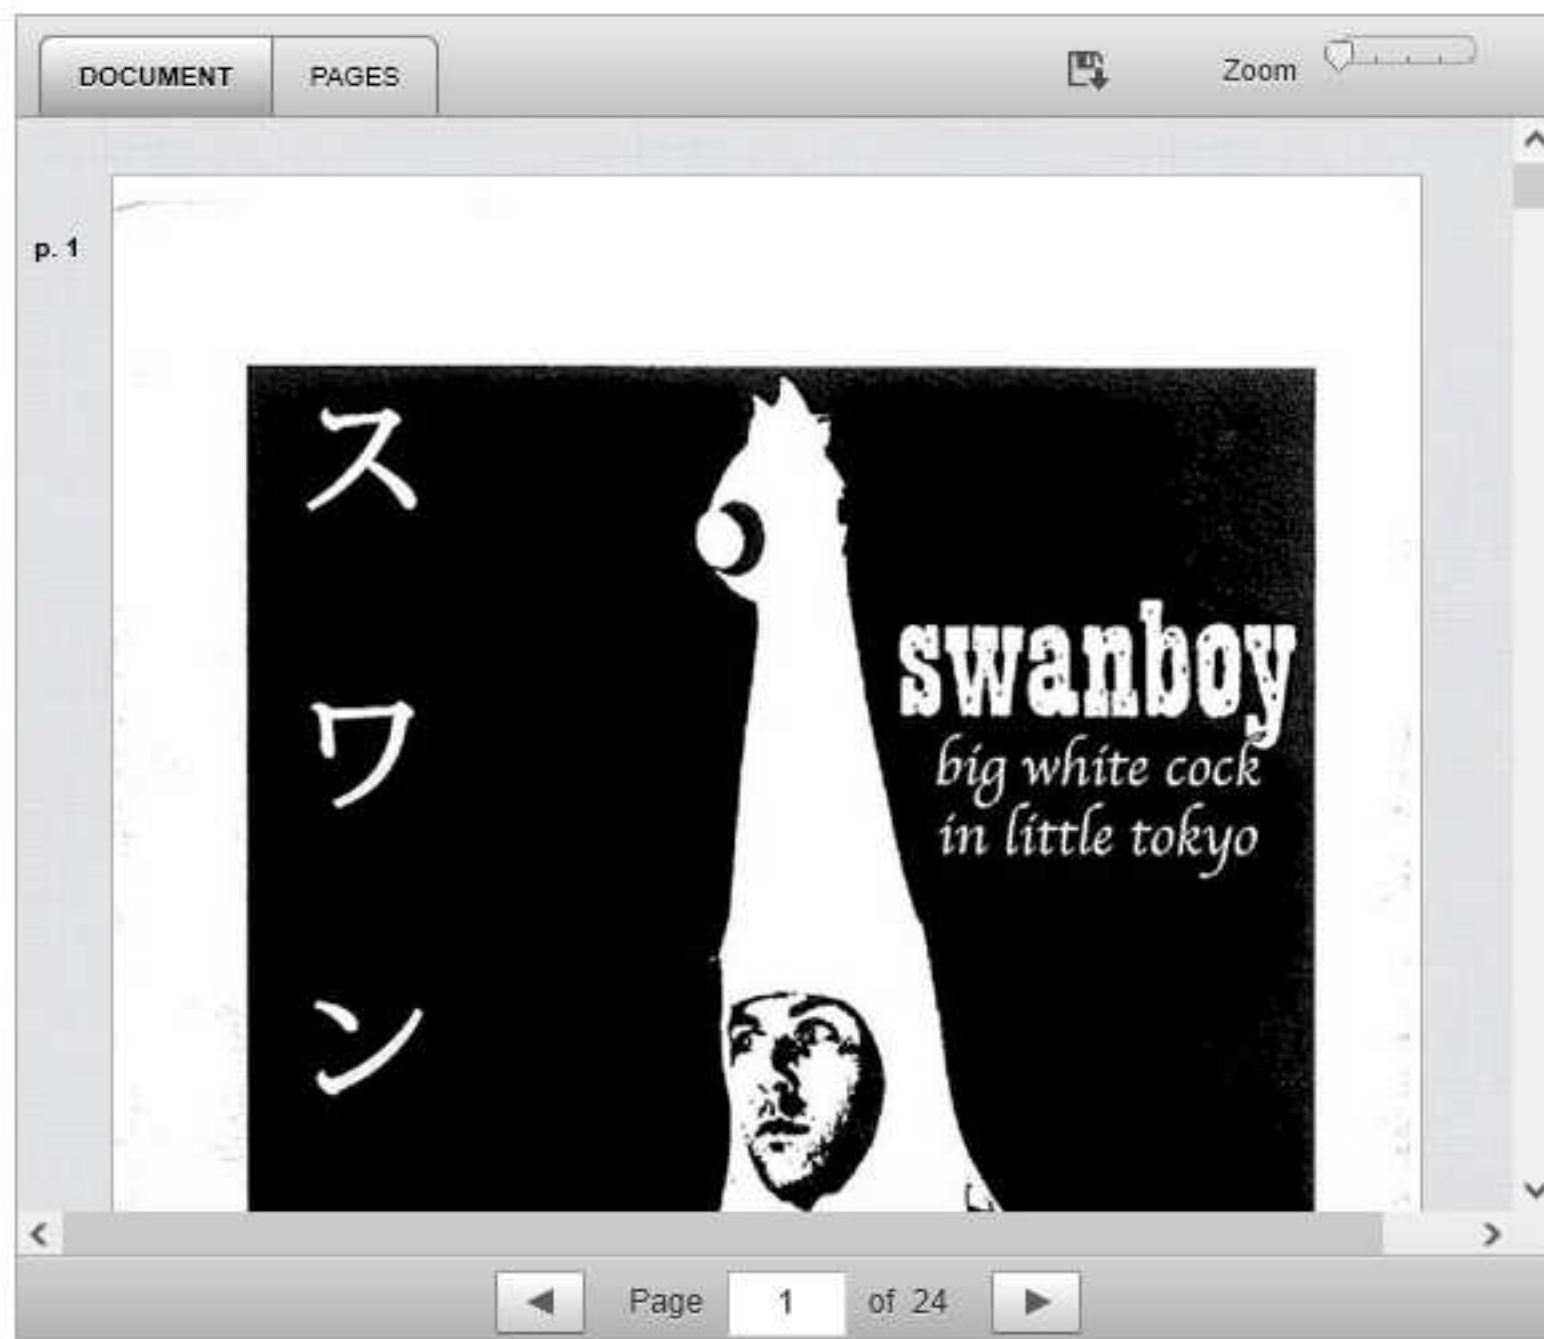 DOCUMENT
PAGES
Zoom
p. 1
ス
ワ
ン
swanboy
big white cock
in little tokyo
Page 1 of 24